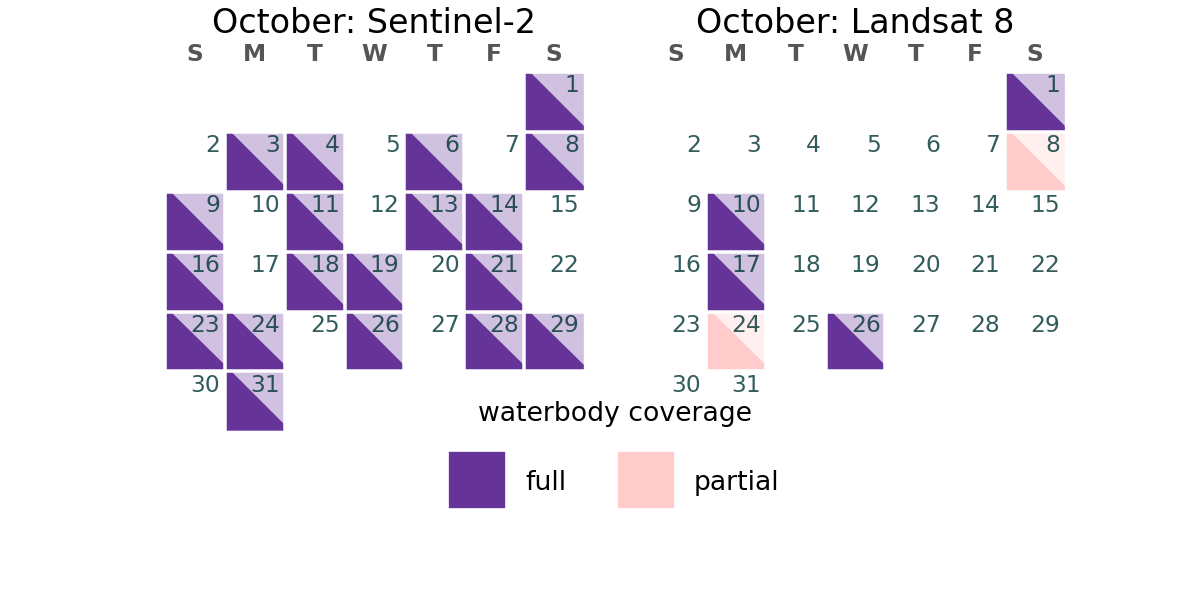 October: Sentinel-2
S M T W T F S
1
2 3 4 5 6 7 8
9 10 11 12 13 14 15
16 17 18 19 20 21 22
23 24 25 26 27 28 29
30 31
October: Landsat 8
S M T W T F S
1
2 3 4 5 6 7 8
9 10 11 12 13 14 15
16 17 18 19 20 21 22
23 24 25 26 27 28 29
30 31
waterbody coverage
full
partial